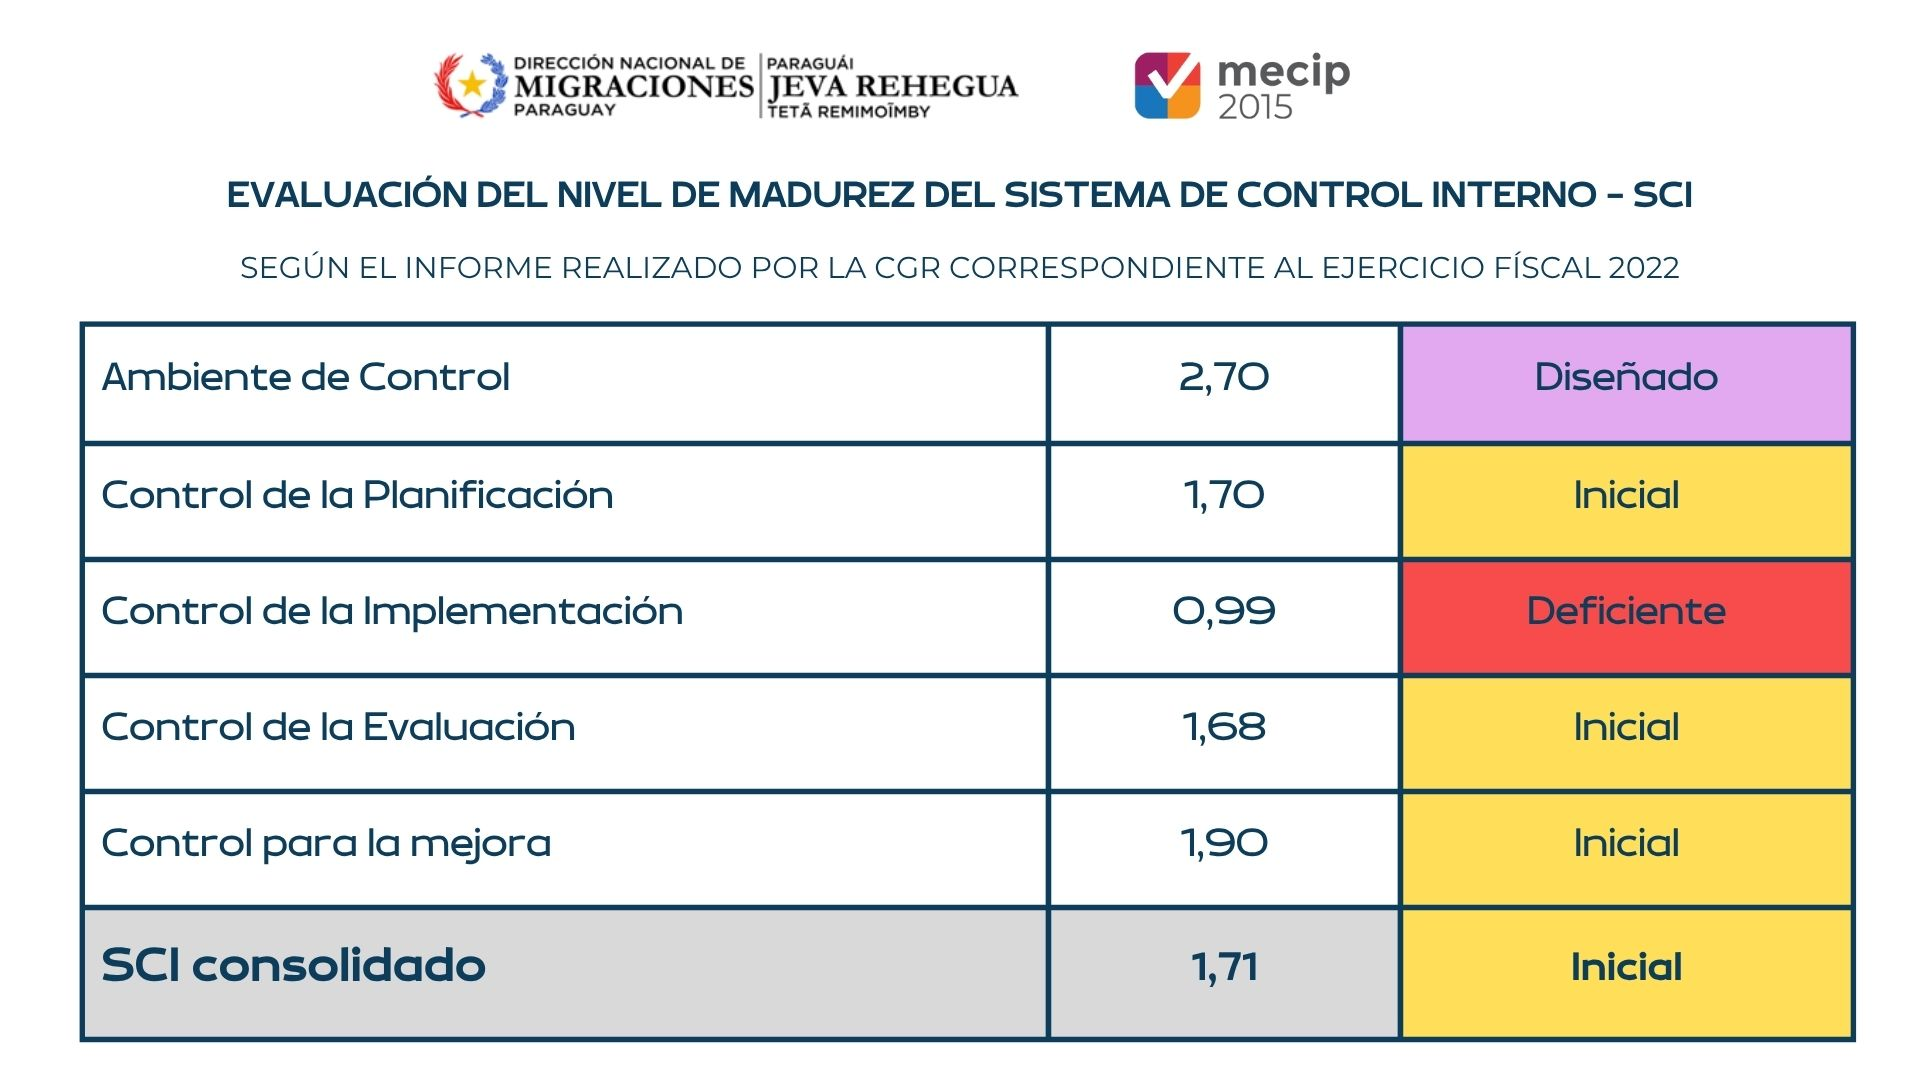 DIRECCIÓN NACIONAL DE
MIGRACIONES
PARAGUAY
PARAGUÁI
JEVA REHEGUA
TETÃ REMIMOĨMBY
mecip
2015
EVALUACIÓN DEL NIVEL DE MADUREZ DEL SISTEMA DE CONTROL INTERNO - SCI
SEGÚN EL INFORME REALIZADO POR LA CGR CORRESPONDIENTE AL EJERCICIO FÍSCAL 2022
Ambiente de Control 2,70 Diseñado
Control de la Planificación 1,70 Inicial
Control de la Implementación 0,99 Deficiente
Control de la Evaluación 1,68 Inicial
Control para la mejora 1,90 Inicial
SCI consolidado 1,71 Inicial